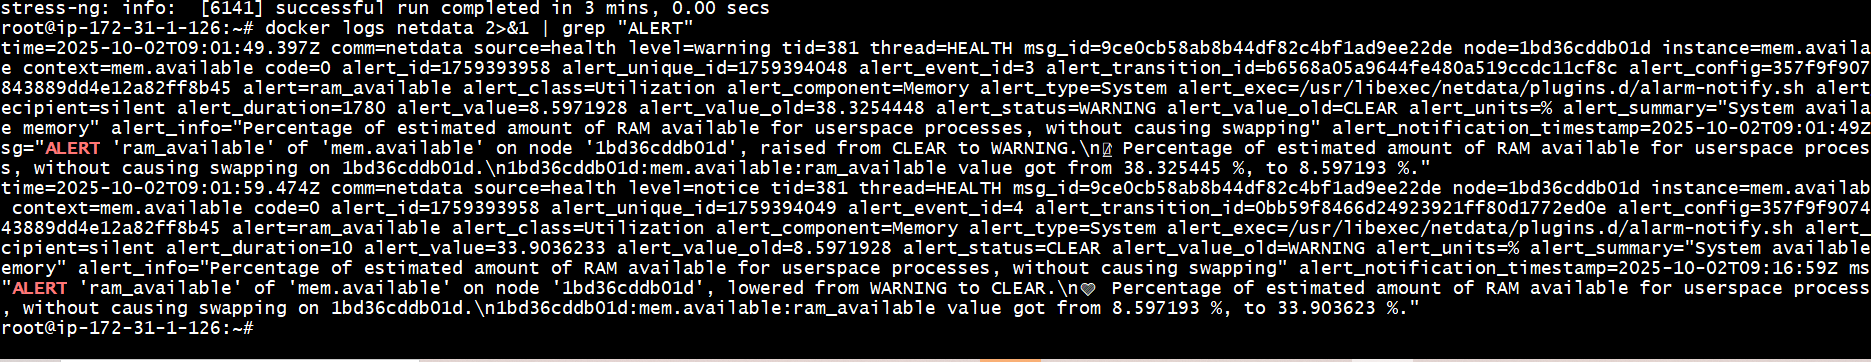 stress-ng: info:  [6141] successful run completed in 3 mins, 0.00 secs
root@ip-172-31-1-126:~# docker logs netdata 2>&1 | grep "ALERT"
time=2025-10-02T09:01:49.397Z comm=netdata source=health level=warning tid=381 thread=HEALTH msg_id=9ce0cb58ab8b44df82c4bf1ad9ee22de node=1bd36cddb01d instance=mem.availa
e context=mem.available code=0 alert_id=1759393958 alert_unique_id=1759394048 alert_event_id=3 alert_transition_id=b6568a05a9644fe480a519ccdc11cf8c alert_config=357f9f907
843889dd4e12a82ff8b45 alert=ram_available alert_class=Utilization alert_component=Memory alert_type=System alert_exec=/usr/libexec/netdata/plugins.d/alarm-notify.sh alert
ecipient=silent alert_duration=1780 alert_value=8.5971928 alert_value_old=38.3254448 alert_status=WARNING alert_value_old=CLEAR alert_units=% alert_summary="System availa
e memory" alert_info="Percentage of estimated amount of RAM available for userspace processes, without causing swapping" alert_notification_timestamp=2025-10-02T09:01:49Z
sg="ALERT 'ram_available' of 'mem.available' on node '1bd36cddb01d', raised from CLEAR to WARNING.\n Percentage of estimated amount of RAM available for userspace proces
s, without causing swapping on 1bd36cddb01d.\n1bd36cddb01d:mem.available:ram_available value got from 38.325445 %, to 8.597193 %."
time=2025-10-02T09:01:59.474Z comm=netdata source=health level=notice tid=381 thread=HEALTH msg_id=9ce0cb58ab8b44df82c4bf1ad9ee22de node=1bd36cddb01d instance=mem.availab
 context=mem.available code=0 alert_id=1759393958 alert_unique_id=1759394049 alert_event_id=4 alert_transition_id=0bb59f8466d24923921ff80d1772ed0e alert_config=357f9f9074
43889dd4e12a82ff8b45 alert=ram_available alert_class=Utilization alert_component=Memory alert_type=System alert_exec=/usr/libexec/netdata/plugins.d/alarm-notify.sh alert_
cipient=silent alert_duration=10 alert_value=33.9036233 alert_value_old=8.5971928 alert_status=CLEAR alert_value_old=WARNING alert_units=% alert_summary="System available
emory" alert_info="Percentage of estimated amount of RAM available for userspace processes, without causing swapping" alert_notification_timestamp=2025-10-02T09:16:59Z ms
"ALERT 'ram_available' of 'mem.available' on node '1bd36cddb01d', lowered from WARNING to CLEAR.\n💙 Percentage of estimated amount of RAM available for userspace process
, without causing swapping on 1bd36cddb01d.\n1bd36cddb01d:mem.available:ram_available value got from 8.597193 %, to 33.903623 %."
root@ip-172-31-1-126:~#